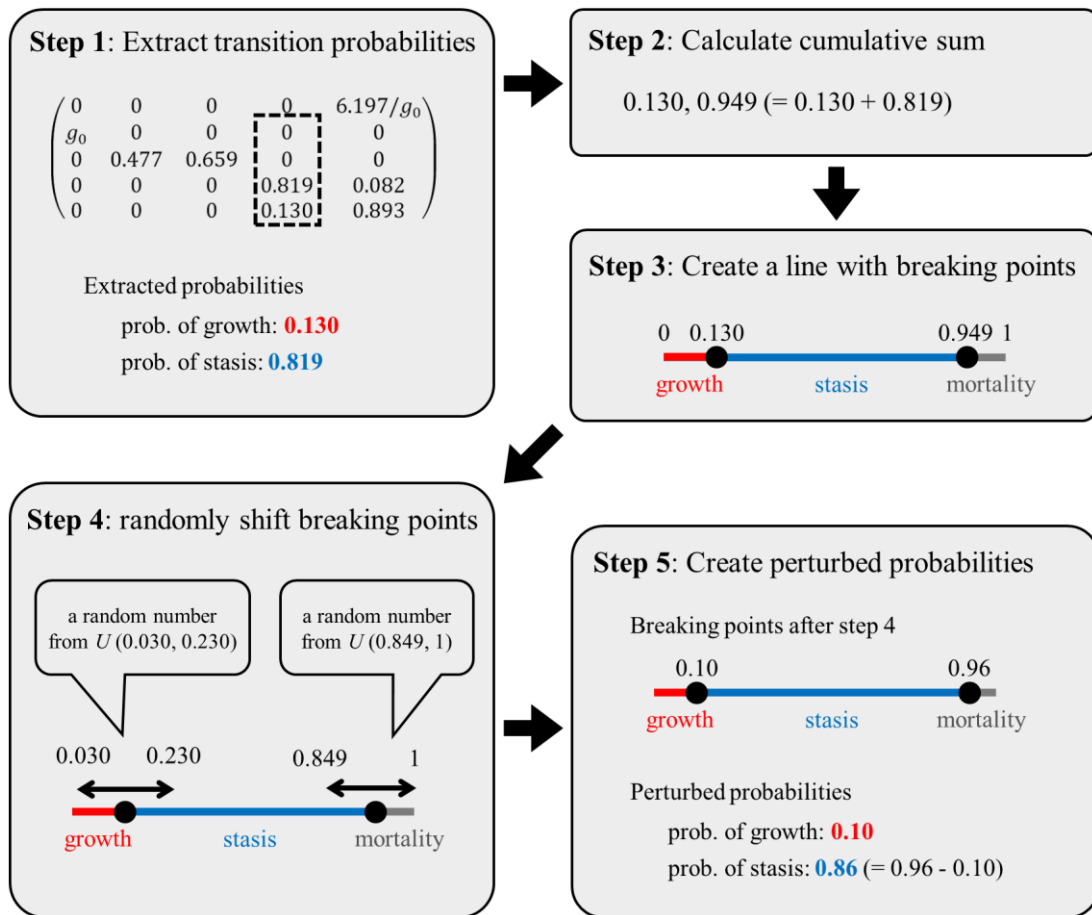 Step 1: Extract transition probabilities
0 0 0 0 6.197/g₀
g₀ 0 0 0 0
0 0.477 0.659 0 0
0 0 0 0.819 0.082
0 0 0 0.130 0.893
Extracted probabilities
prob. of growth: 0.130
prob. of stasis: 0.819
Step 2: Calculate cumulative sum
0.130, 0.949 (= 0.130 + 0.819)
Step 3: Create a line with breaking points
0 0.130 0.949 1
growth stasis mortality
Step 4: randomly shift breaking points
a random number
from U (0.030, 0.230)
a random number
from U (0.849, 1)
0.030 0.230 0.849 1
growth stasis mortality
Step 5: Create perturbed probabilities
Breaking points after step 4
0.10 0.96
growth stasis mortality
Perturbed probabilities
prob. of growth: 0.10
prob. of stasis: 0.86 (= 0.96 - 0.10)